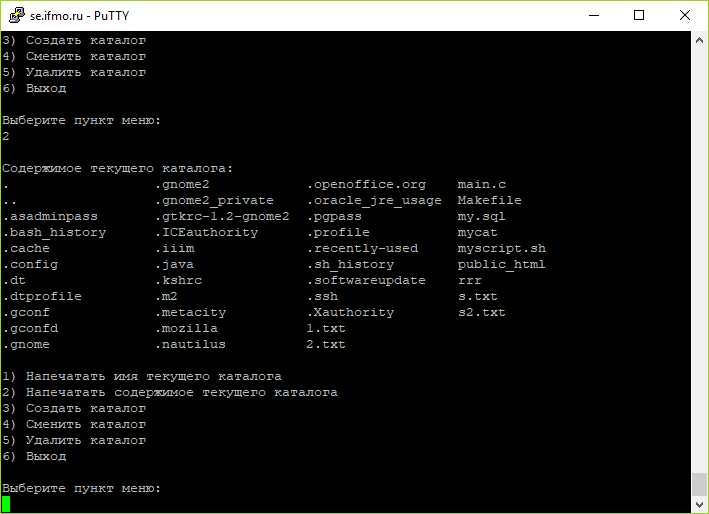 se.ifmo.ru - PuTTY
3) Создать каталог
4) Сменить каталог
5) Удалить каталог
6) Выход
Выберите пункт меню:
2
Содержимое текущего каталога:
. .gnome2 .openoffice.org main.c
.. .gnome2_private .oracle_jre_usage Makefile
.asadminpass .gtkrc-1.2-gnome2 .pgpass my.sql
.bash_history .ICEauthority .profile mycat
.cache .iiim .recently-used myscript.sh
.config .java .sh_history public_html
.dt .kshrc .softwareupdate rrr
.dtprofile .m2 .ssh s.txt
.gconf .metacity .Xauthority s2.txt
.gconfd .mozilla 1.txt
.gnome .nautilus 2.txt
1) Напечатать имя текущего каталога
2) Напечатать содержимое текущего каталога
3) Создать каталог
4) Сменить каталог
5) Удалить каталог
6) Выход
Выберите пункт меню: